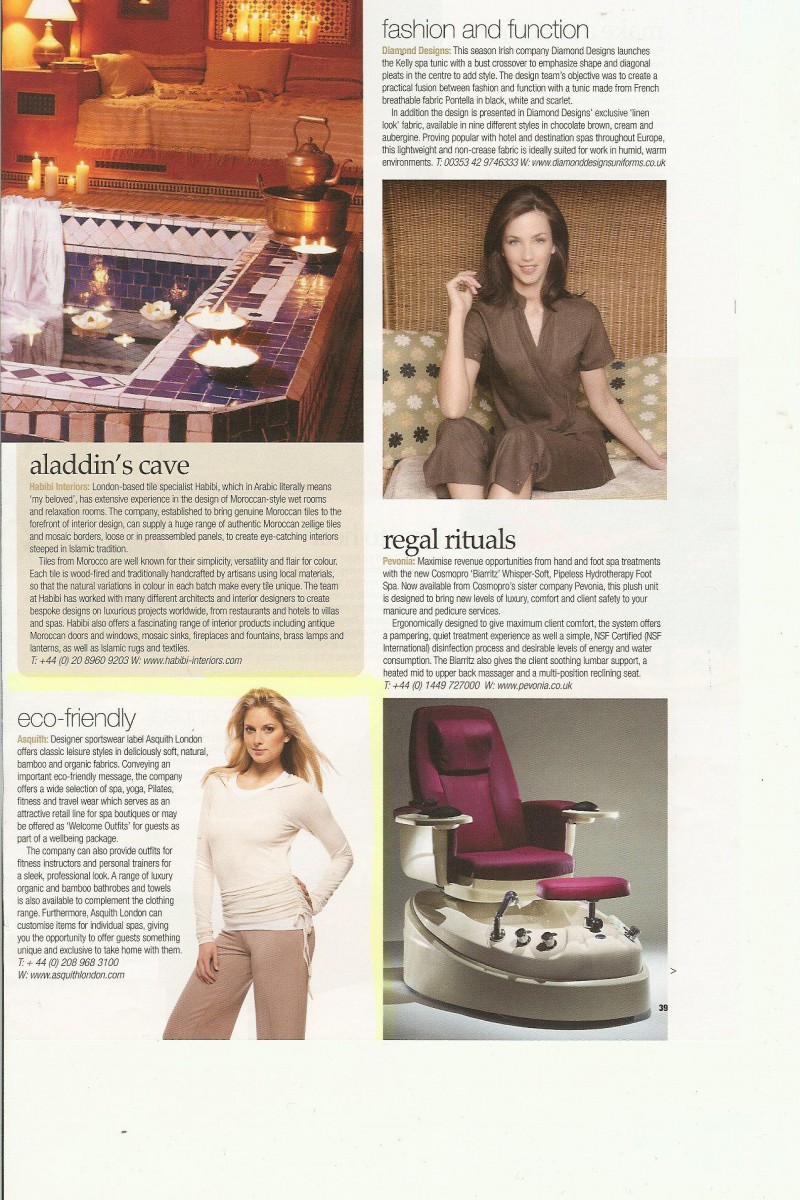 fashion and function
Diamond Designs: This season Irish company Diamond Designs launches
the Kelly spa tunic with a bust crossover to emphasize shape and diagonal
pleats in the centre to add style. The design team's objective was to create a
practical fusion between fashion and function with a tunic made from French
breathable fabric Pontella in black, white and scarlet.
In addition the design is presented in Diamond Designs' exclusive 'linen
look' fabric, available in nine different styles in chocolate brown, cream and
aubergine. Proving popular with hotel and destination spas throughout Europe,
this lightweight and non-crease fabric is ideally suited for work in humid, warm
environments. T: 00353 42 9746333 W: www.diamonddesignsuniforms.co.uk
aladdin's cave
Habibi Interiors: London-based tile specialist Habibi, which in Arabic literally means
'my beloved', has extensive experience in the design of Moroccan-style wet rooms
and relaxation rooms. The company, established to bring genuine Moroccan tiles to the
forefront of interior design, can supply a huge range of authentic Moroccan zellige tiles
and mosaic borders, loose or in preassembled panels, to create eye-catching interiors
steeped in Islamic tradition.
Tiles from Morocco are well known for their simplicity, versatility and flair for colour.
Each tile is wood-fired and traditionally handcrafted by artisans using local materials,
so that the natural variations in colour in each batch make every tile unique. The team
at Habibi has worked with many different architects and interior designers to create
bespoke designs on luxurious projects worldwide, from restaurants and hotels to villas
and spas. Habibi also offers a fascinating range of interior products including antique
Moroccan doors and windows, mosaic sinks, fireplaces and fountains, brass lamps and
lanterns, as well as Islamic rugs and textiles.
T: +44 (0) 20 8960 9203 W: www.habibi-interiors.com
regal rituals
Pevonia: Maximise revenue opportunities from hand and foot spa treatments
with the new Cosmopro 'Biarritz' Whisper-Soft, Pipeless Hydrotherapy Foot
Spa. Now available from Cosmopro's sister company Pevonia, this plush unit
is designed to bring new levels of luxury, comfort and client safety to your
manicure and pedicure services.
Ergonomically designed to give maximum client comfort, the system offers
a pampering, quiet treatment experience as well a simple, NSF Certified (NSF
International) disinfection process and desirable levels of energy and water
consumption. The Biarritz also gives the client soothing lumbar support, a
heated mid to upper back massager and a multi-position reclining seat.
T: +44 (0) 1449 727000 W: www.pevonia.co.uk
eco-friendly
Asquith: Designer sportswear label Asquith London
offers classic leisure styles in deliciously soft, natural,
bamboo and organic fabrics. Conveying an
important eco-friendly message, the company
offers a wide selection of spa, yoga, Pilates,
fitness and travel wear which serves as an
attractive retail line for spa boutiques or may
be offered as 'Welcome Outfits' for guests as
part of a wellbeing package.
The company can also provide outfits for
fitness instructors and personal trainers for
a sleek, professional look. A range of luxury
organic and bamboo bathrobes and towels
is also available to complement the clothing
range. Furthermore, Asquith London can
customise items for individual spas, giving
you the opportunity to offer guests something
unique and exclusive to take home with them.
T: + 44 (0) 208 968 3100
W: www.asquithlondon.com
>
39